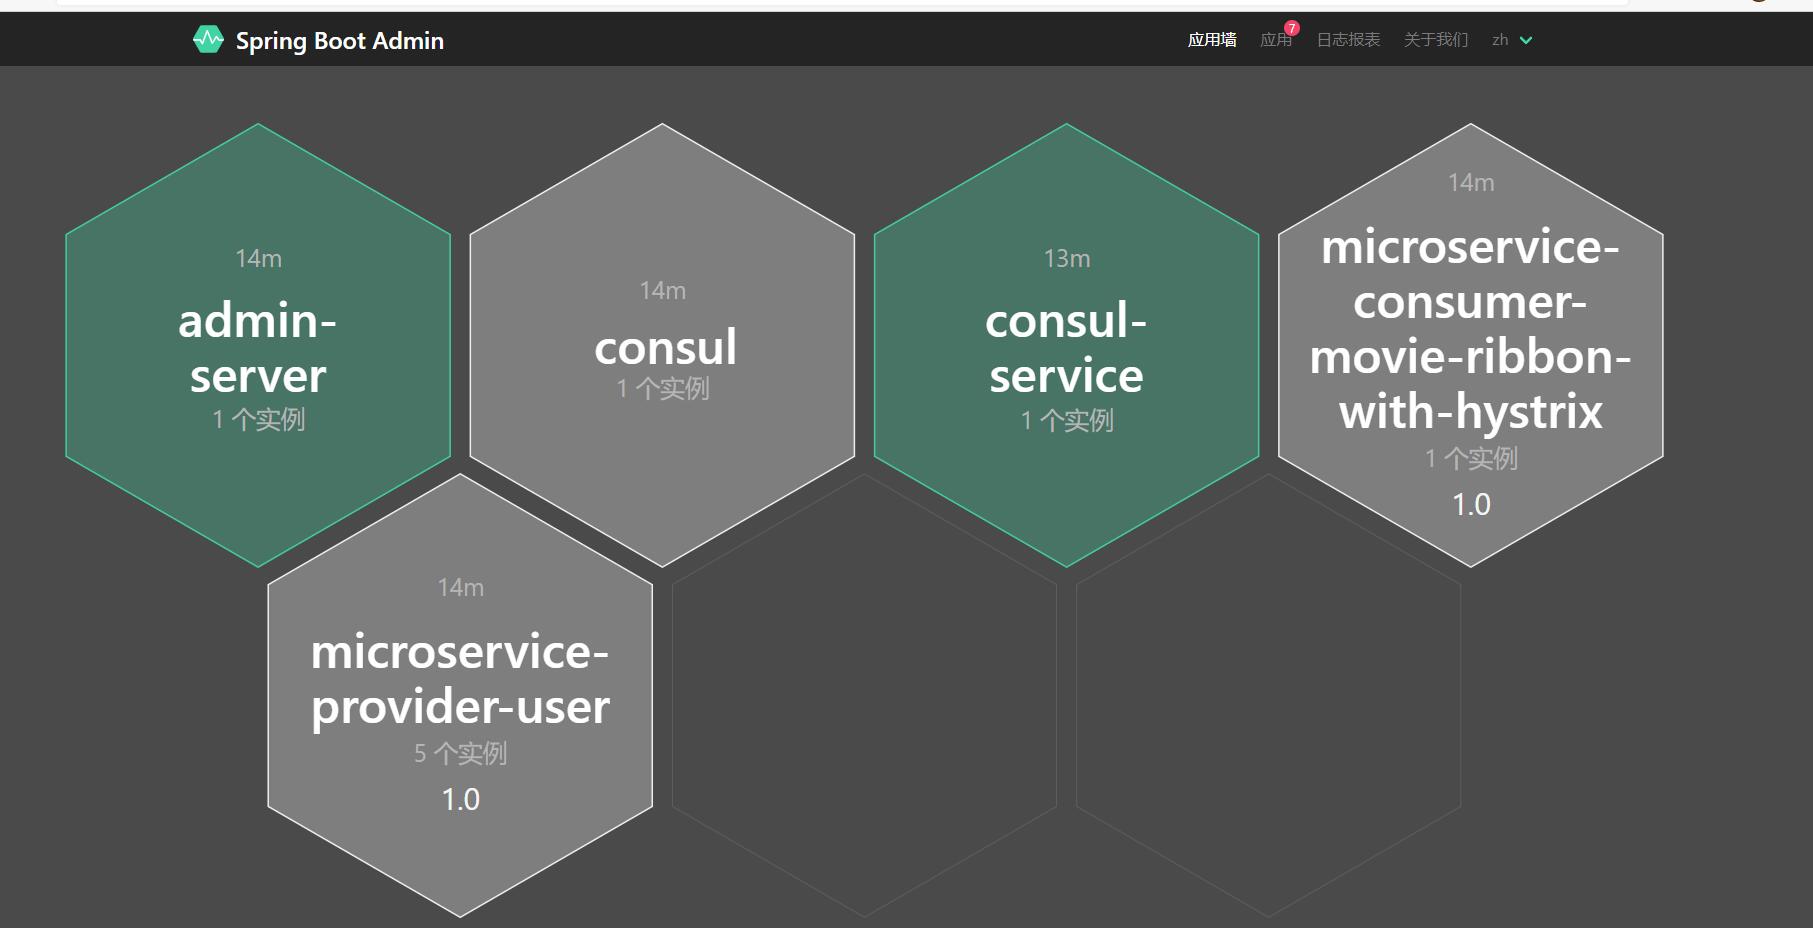 Spring Boot Admin
应用墙 应用 7 日志报表 关于我们 zh
14m
admin-
server
1 个实例
14m
consul
1 个实例
13m
consul-
service
1 个实例
14m
microservice-
consumer-
movie-ribbon-
with-hystrix
1 个实例
1.0
14m
microservice-
provider-user
5 个实例
1.0